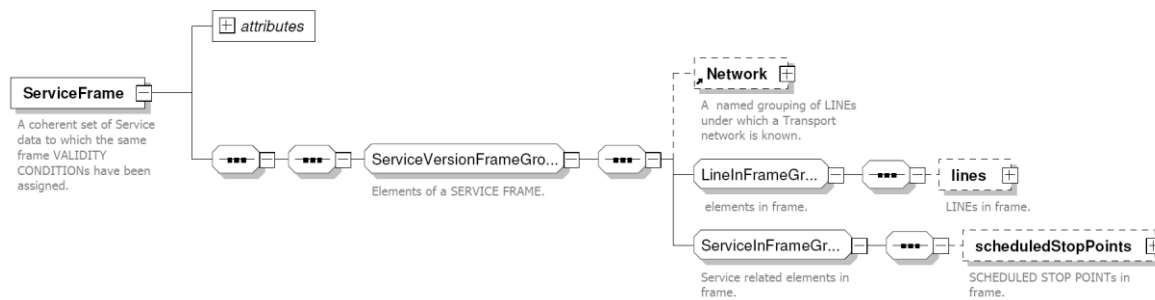 attributes
ServiceFrame
A coherent set of Service
data to which the same
frame VALIDITY
CONDITIONs have been
assigned.
ServiceVersionFrameGro...
Elements of a SERVICE FRAME.
Network
A named grouping of LINEs
under which a Transport
network is known.
LineInFrameGr...
elements in frame.
lines
LINEs in frame.
ServiceInFrameGr...
Service related elements in
frame.
scheduledStopPoints
SCHEDULED STOP POINTs in
frame.